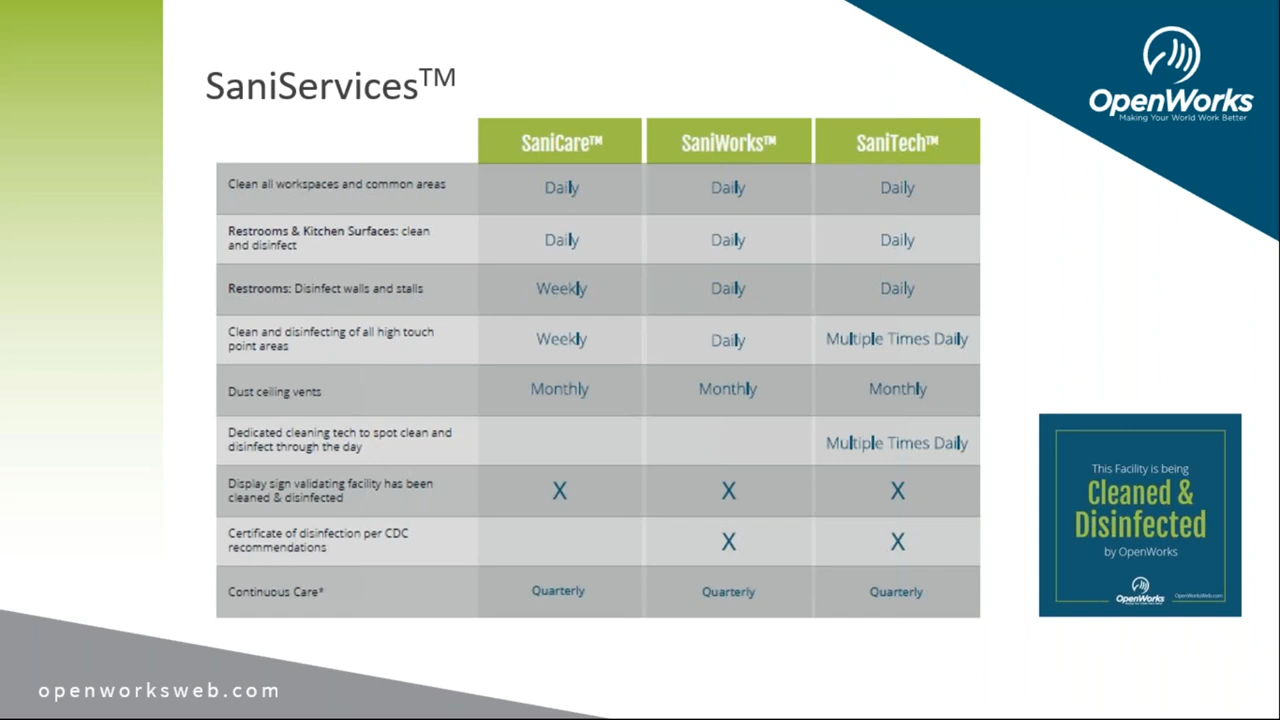 SaniServices™
OpenWorks
Making Your World Work Better
SaniCare™ SaniWorks™ SaniTech™
Clean all workspaces and common areas Daily Daily Daily
Restrooms & Kitchen Surfaces: clean
and disinfect
Daily Daily Daily
Restrooms: Disinfect walls and stalls Weekly Daily Daily
Clean and disinfecting of all high touch
point areas
Weekly Daily Multiple Times Daily
Dust ceiling vents Monthly Monthly Monthly
Dedicated cleaning tech to spot clean and
disinfect through the day
Multiple Times Daily
Display sign validating facility has been
cleaned & disinfected
X X X
Certificate of disinfection per CDC
recommendations
X X
Continuous Care* Quarterly Quarterly Quarterly
This Facility is being
Cleaned &
Disinfected
by OpenWorks
OpenWorks
OpenWorksWeb.com
openworksweb.com